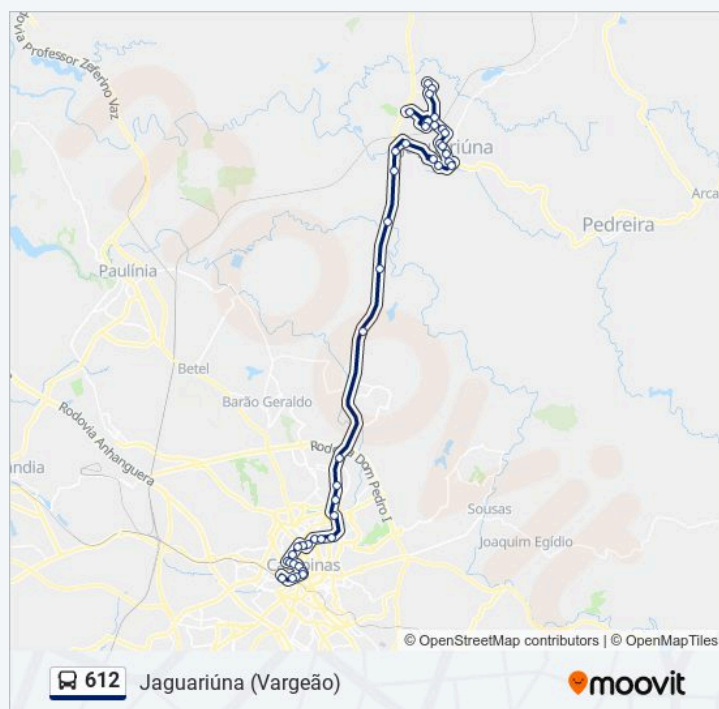 Rodovia Professor Zeferino Vaz
riúna
Arca
Pedreira
Paulínia
Betel
Barão Geraldo
Rodovia Anhanguera
andia
Rodovia Dom Pedro I
Sousas
Joaquim Egídio
Campinas
© OpenStreetMap contributors | © OpenMapTiles
612 Jaguariúna (Vargeão)
moovit